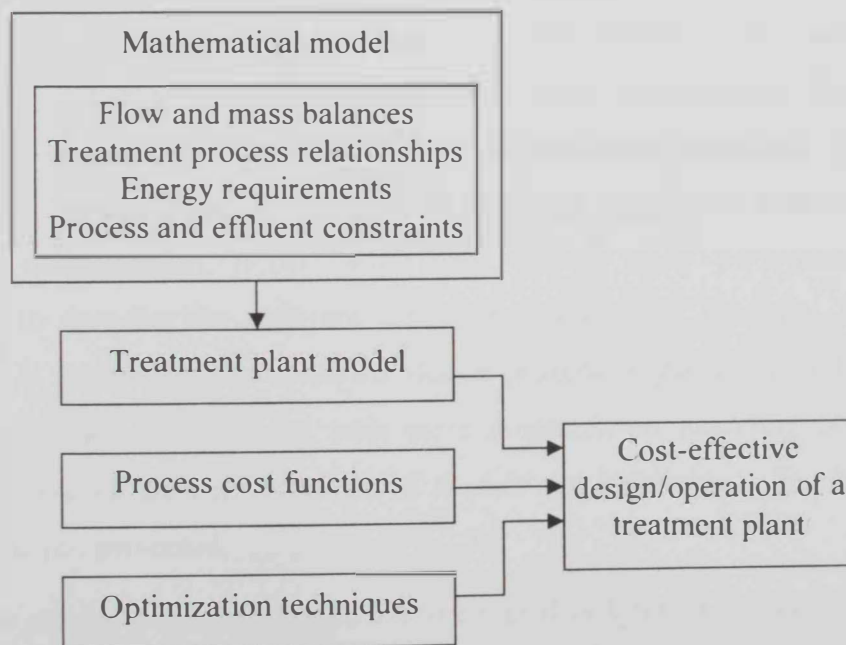 Mathematical model
Flow and mass balances
Treatment process relationships
Energy requirements
Process and effluent constraints
Treatment plant model
Process cost functions
Optimization techniques
Cost-effective
design/operation of a
treatment plant